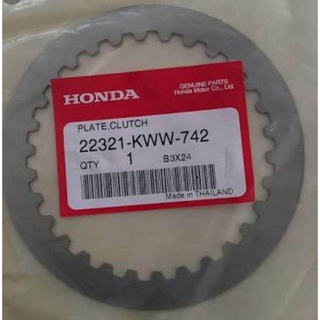 HONDA
GENUINE PARTS
Honda Motor Co., Ltd.
PLATE,CLUTCH
22321-KWW-742
QTY 1 B3X24
Made in THAILAND